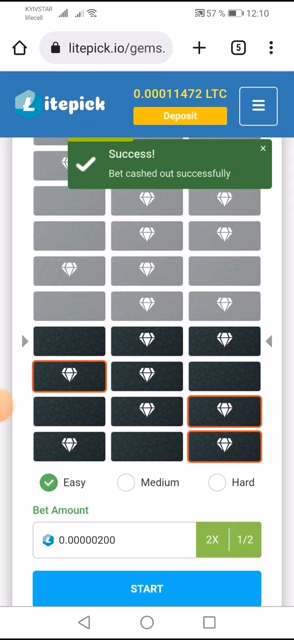 KYIVSTAR
lifecell
57 %
12:10
litepick.io/gems.
5
itepick
0.00011472 LTC
Deposit
Success!
×
Bet cashed out successfully
Easy
Medium
Hard
Bet Amount
0.00000200
2X
1/2
START